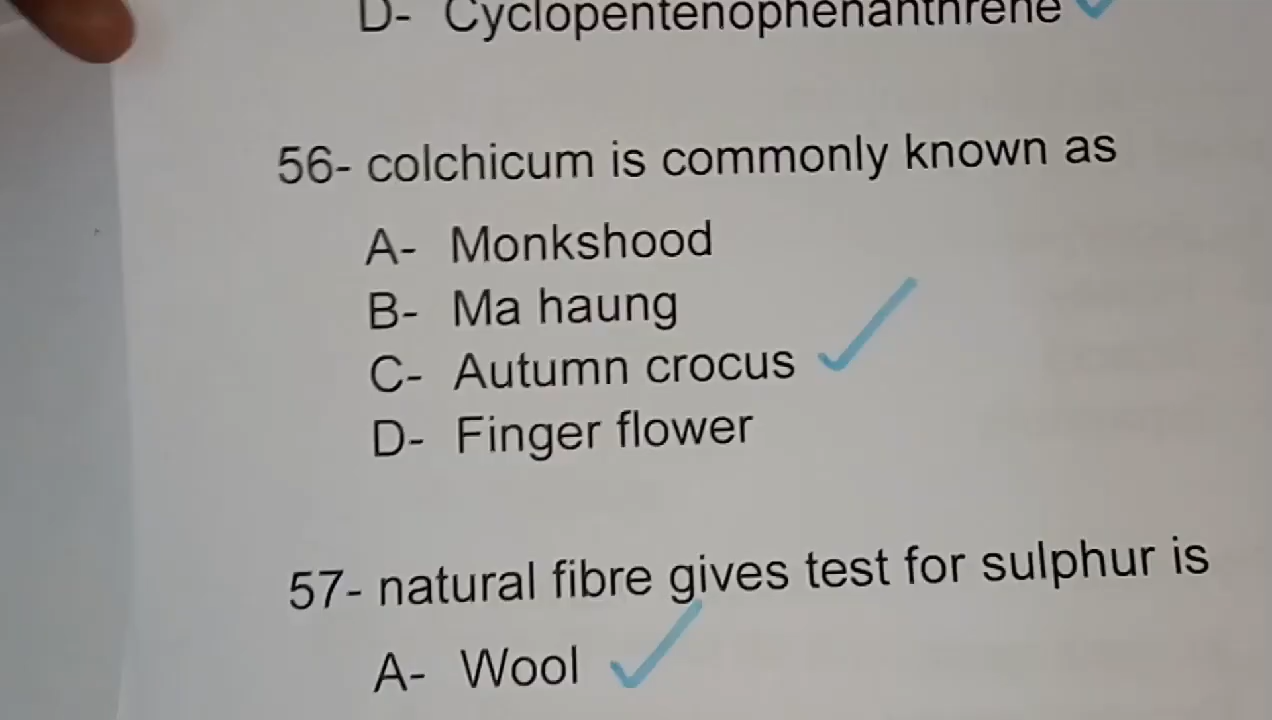 D- Cyclopentenophenanthrene
56- colchicum is commonly known as
A- Monkshood
B- Ma haung
C- Autumn crocus
D- Finger flower
57- natural fibre gives test for sulphur is
A- Wool